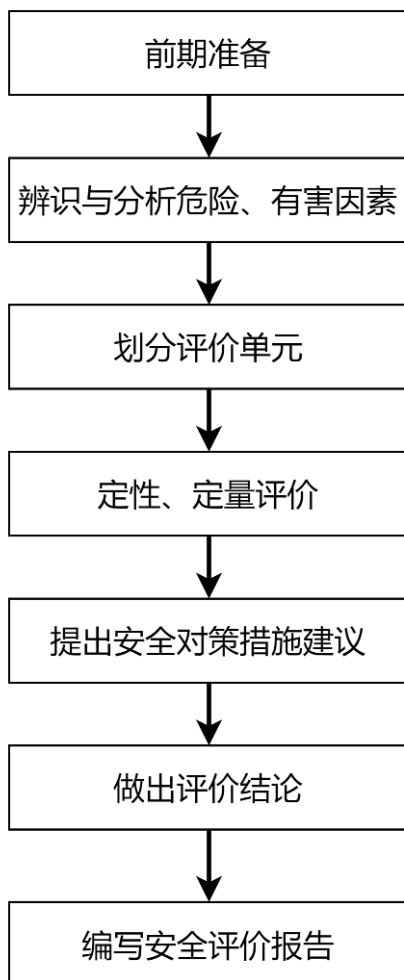 前期准备
辨识与分析危险、有害因素
划分评价单元
定性、定量评价
提出安全对策措施建议
做出评价结论
编写安全评价报告